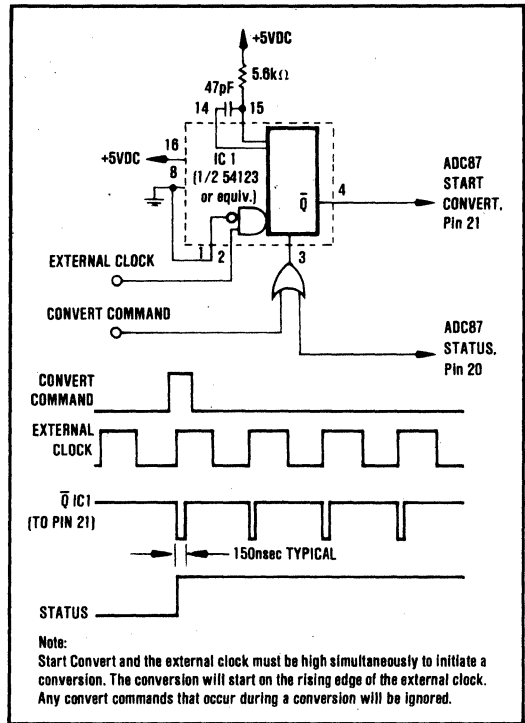 +5VDC
5.6kΩ
47pF
14
15
16
+5VDC
IC 1
8
(1/2 54123
or equiv.)
Q̅
4
ADC87
START
CONVERT,
Pin 21
1
2
3
EXTERNAL CLOCK
CONVERT COMMAND
ADC87
STATUS,
Pin 20
CONVERT
COMMAND
EXTERNAL
CLOCK
Q̅ IC1
(TO PIN 21)
150nsec TYPICAL
STATUS
Note:
Start Convert and the external clock must be high simultaneously to initiate a
conversion. The conversion will start on the rising edge of the external clock.
Any convert commands that occur during a conversion will be ignored.